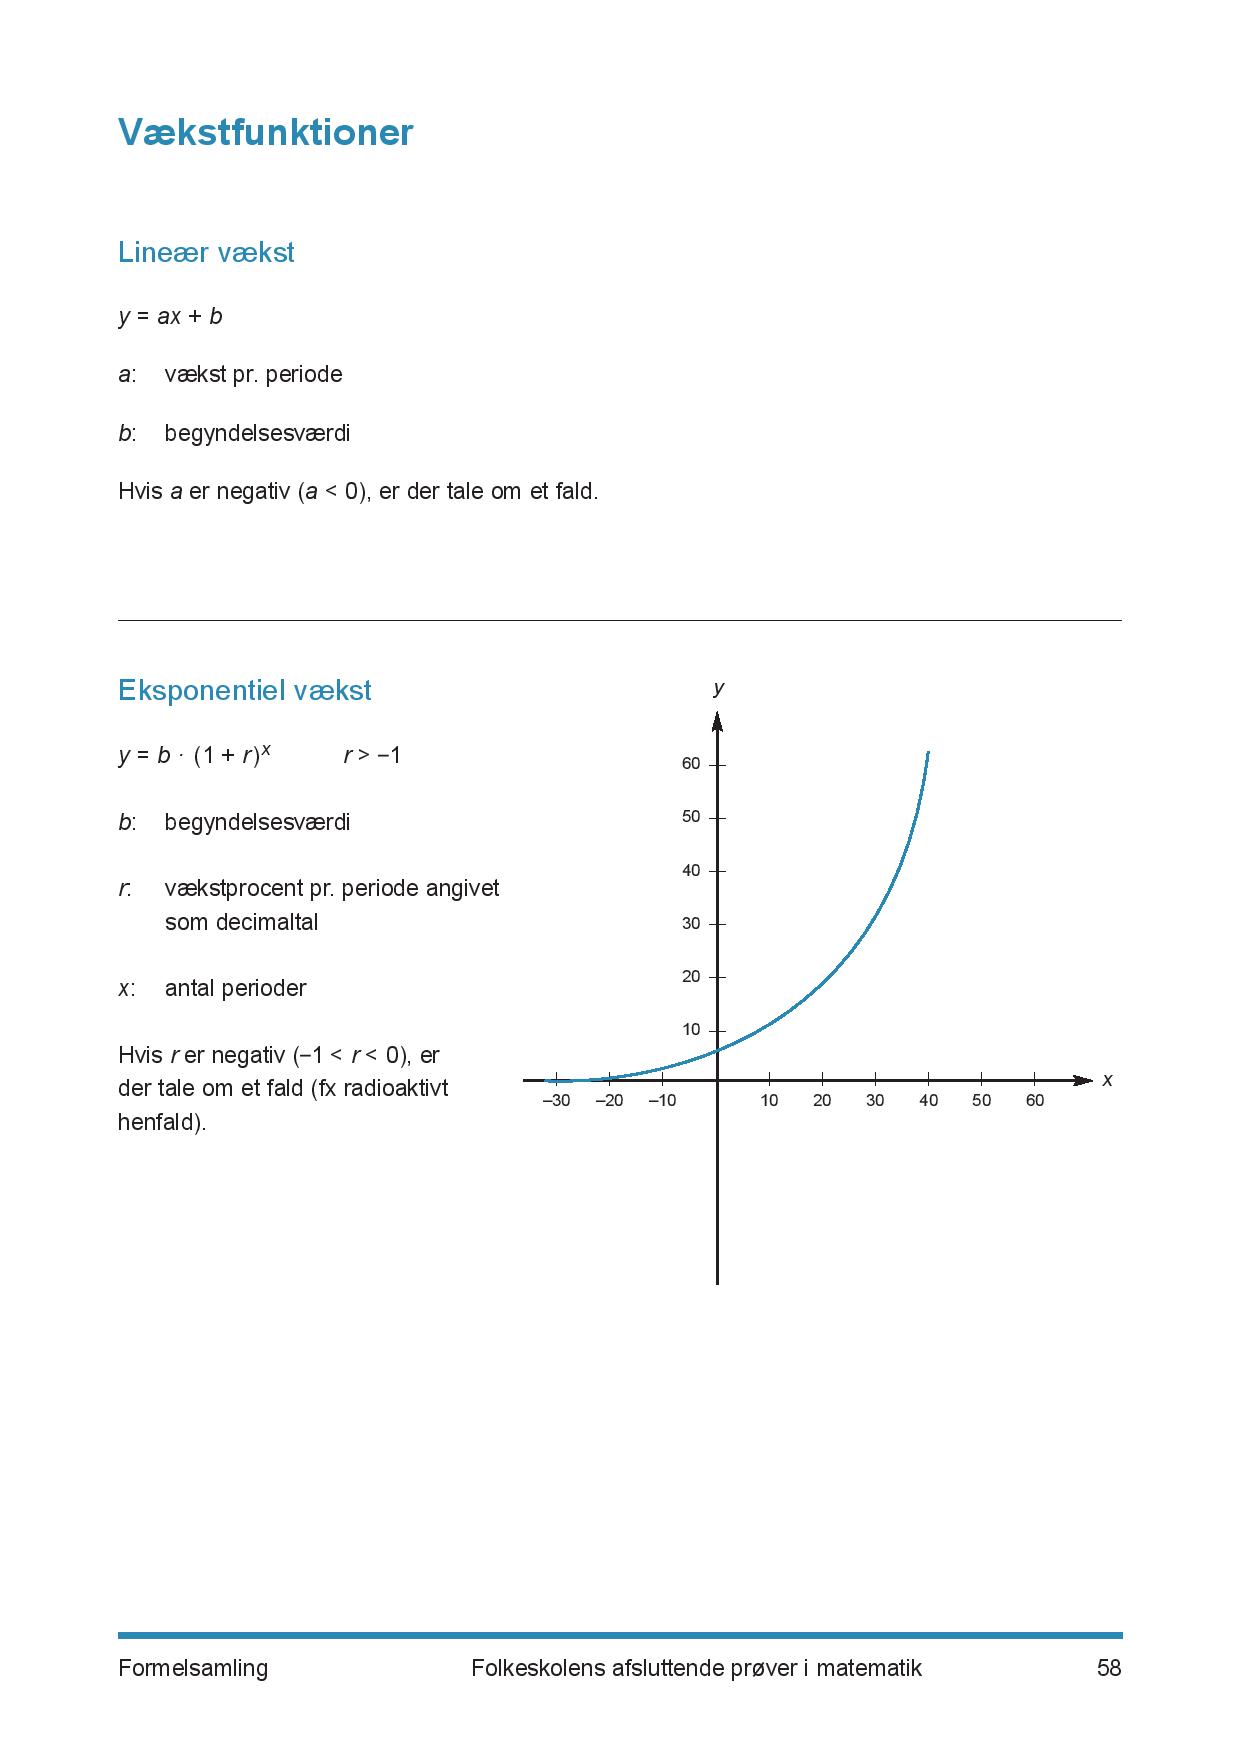 Vækstfunktioner
Lineær vækst
y = ax + b
a: vækst pr. periode
b: begyndelsesværdi
Hvis a er negativ (a < 0), er der tale om et fald.
Eksponentiel vækst
y = b · (1 + r)^x r > –1
b: begyndelsesværdi
r: vækstprocent pr. periode angivet
som decimaltal
x: antal perioder
Hvis r er negativ (–1 < r < 0), er
der tale om et fald (fx radioaktivt
henfald).
y
60
50
40
30
20
10
x
–30 –20 –10 10 20 30 40 50 60
Formelsamling Folkeskolens afsluttende prøver i matematik 58